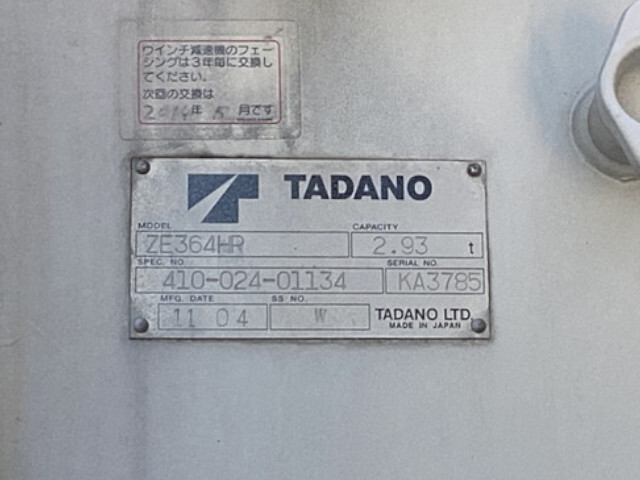 ウインチ減速機のフェー
シングは3年毎に交換し
てください。
次回の交換は
年 月です
TADANO
MODEL CAPACITY
ZE364HR 2.93 t
SPEC. NO. SERIAL NO.
410-024-01134 KA3785
MFG. DATE SS NO.
11 04 W TADANO LTD.
MADE IN JAPAN